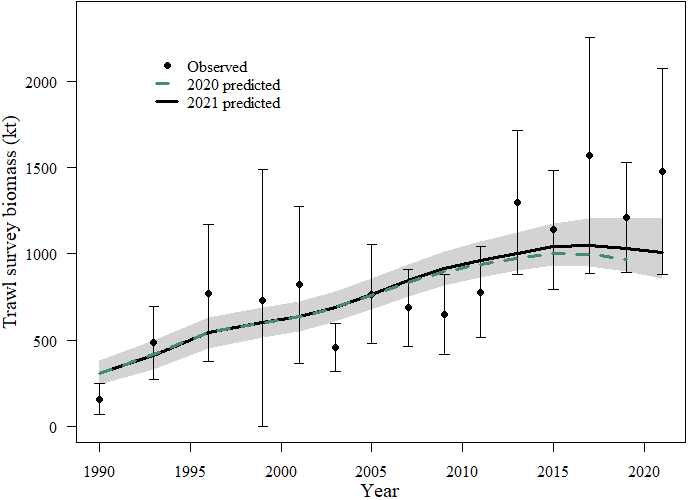 Observed
2020 predicted
2021 predicted
Trawl survey biomass (kt)
2000
1500
1000
500
0
1990 1995 2000 2005 2010 2015 2020
Year